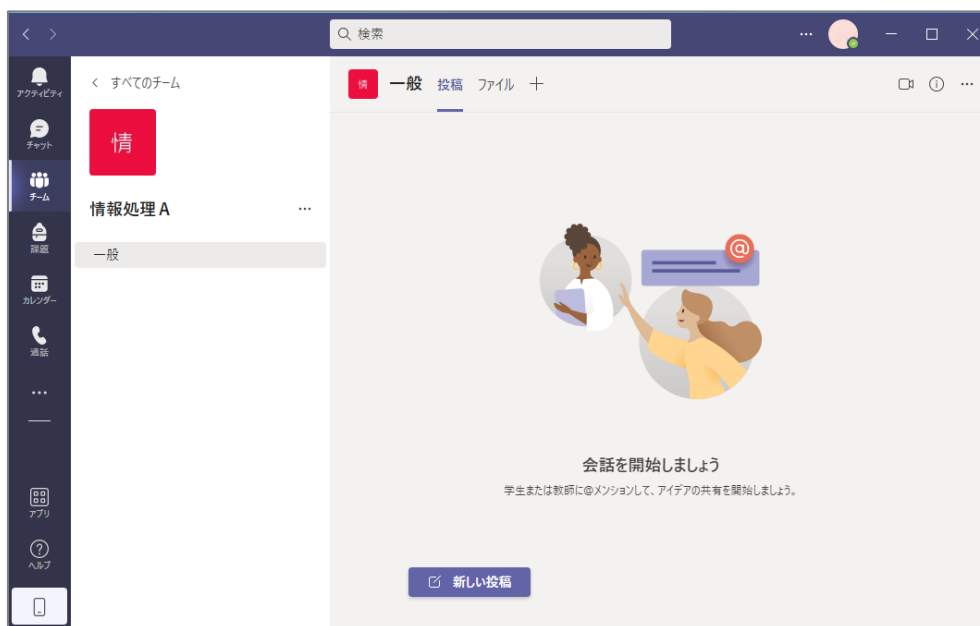 検索
アクティビティ
チャット
チーム
課題
カレンダー
通話
アプリ
ヘルプ
すべてのチーム
情
情報処理 A
一般
情
一般 投稿 ファイル
@
会話を開始しましょう
学生または教師に@メンションして、アイデアの共有を開始しましょう。
新しい投稿